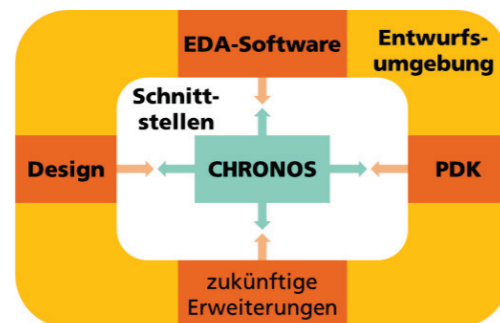 EDA-Software
Entwurfs-
umgebung
Schnitt-
stellen
Design
CHRONOS
PDK
zukünftige
Erweiterungen